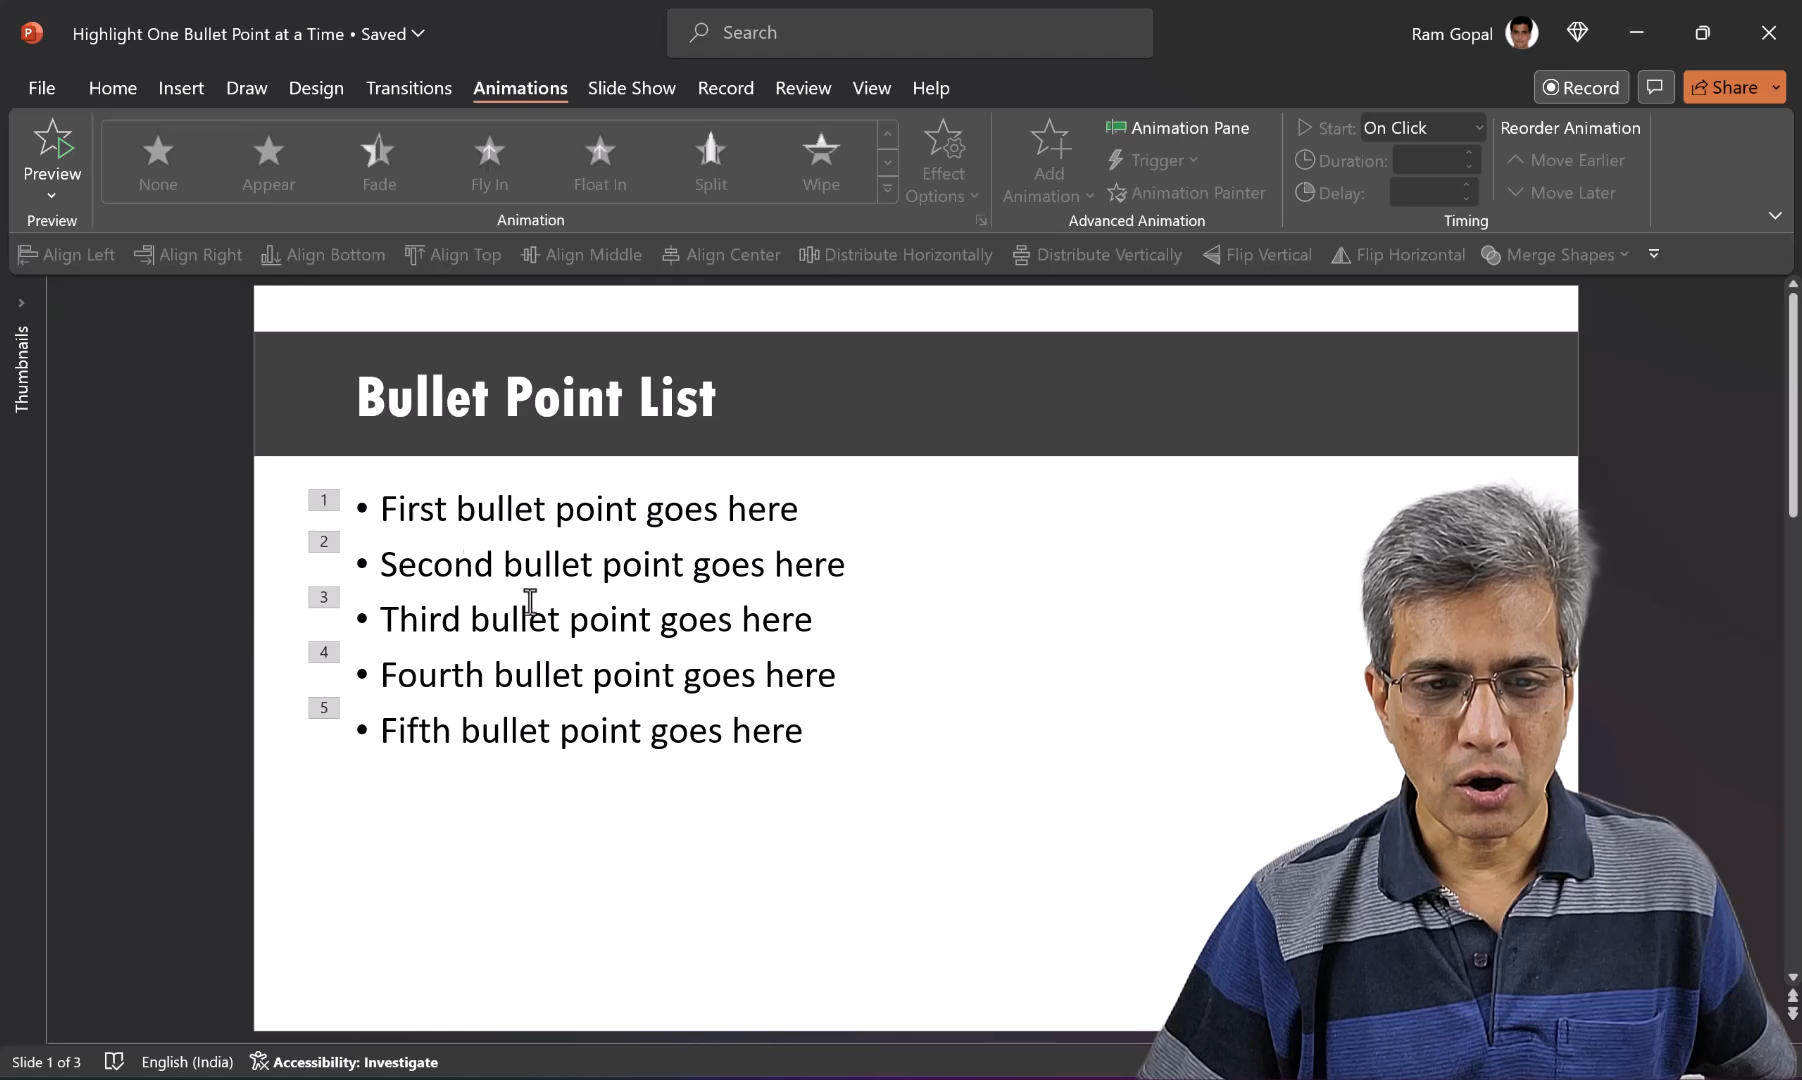 Highlight One Bullet Point at a Time • Saved
Search
Ram Gopal
File Home Insert Draw Design Transitions Animations Slide Show Record Review View Help
Record
Share
Preview
None Appear Fade Fly In Float In Split Wipe
Effect Options
Add Animation
Animation Pane
Trigger
Animation Painter
Start: On Click
Duration:
Delay:
Reorder Animation
Move Earlier
Move Later
Preview Animation Advanced Animation Timing
Align Left Align Right Align Bottom Align Top Align Middle Align Center Distribute Horizontally Distribute Vertically Flip Vertical Flip Horizontal Merge Shapes
Thumbnails
Bullet Point List
1 • First bullet point goes here
2 • Second bullet point goes here
3 • Third bullet point goes here
4 • Fourth bullet point goes here
5 • Fifth bullet point goes here
Slide 1 of 3 English (India) Accessibility: Investigate